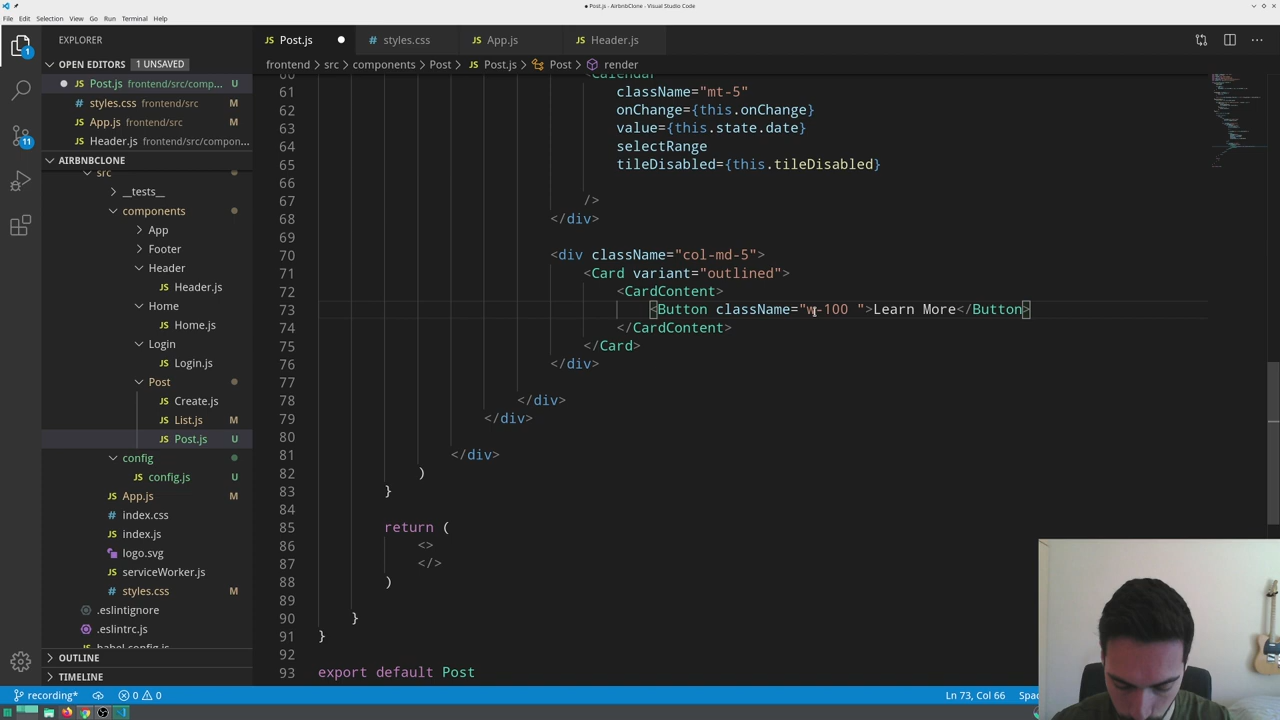 Post.js - AirbnbClone - Visual Studio Code
File Edit Selection View Go Run Terminal Help
EXPLORER
Post.js
styles.css
App.js
Header.js
OPEN EDITORS 1 UNSAVED
frontend > src > components > Post > Post.js > Post > render
Post.js frontend/src/comp... U
styles.css frontend/src M
App.js frontend/src M
Header.js frontend/src/compon...
AIRBNBCLONE
src
__tests__
components
App
Footer
Header
Header.js
Home
Home.js
Login
Login.js
Post
Create.js
List.js M
Post.js U
config
config.js U
App.js M
index.css
index.js
logo.svg
serviceWorker.js
styles.css M
.eslintignore
.eslintrc.js
babel.config.js
OUTLINE
TIMELINE
1
11
60 <Calendar
61 className="mt-5"
62 onChange={this.onChange}
63 value={this.state.date}
64 selectRange
65 tileDisabled={this.tileDisabled}
66
67 />
68 </div>
69
70 <div className="col-md-5">
71 <Card variant="outlined">
72 <CardContent>
73 <Button className="w-100 ">Learn More</Button>
74 </CardContent>
75 </Card>
76 </div>
77
78 </div>
79 </div>
80
81 </div>
82 )
83 }
84
85 return (
86 <>
87 </>
88 )
89
90 }
91 }
92
93 export default Post
recording* 0 0 Ln 73, Col 66